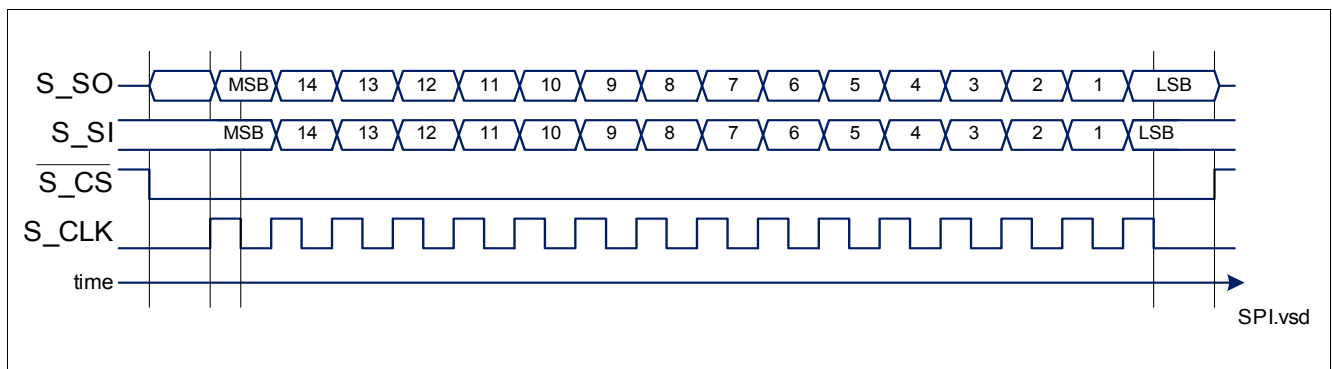 S_SO MSB 14 13 12 11 10 9 8 7 6 5 4 3 2 1 LSB
S_SI MSB 14 13 12 11 10 9 8 7 6 5 4 3 2 1 LSB
S_CS
S_CLK
time
SPI.vsd